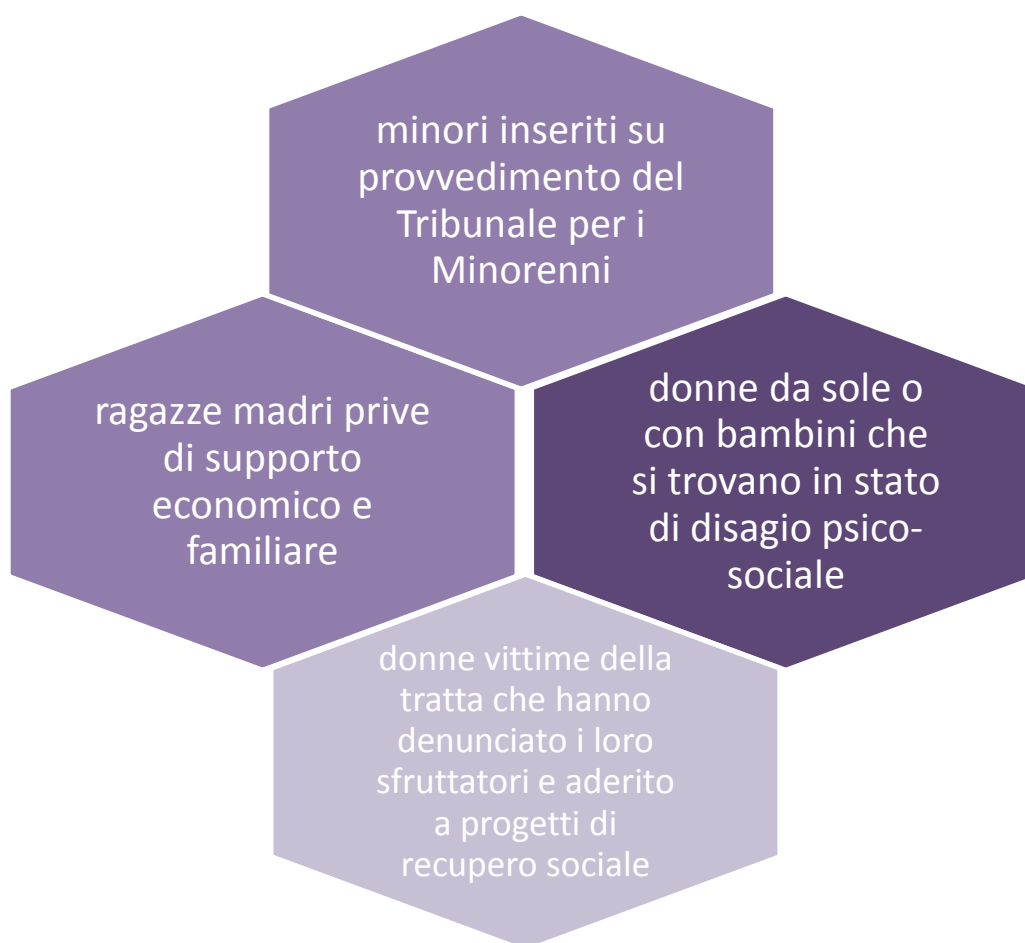 minori inseriti su
provvedimento del
Tribunale per i
Minorenni
ragazze madri prive
di supporto
economico e
familiare
donne da sole o
con bambini che
si trovano in stato
di disagio psico-
sociale
donne vittime della
tratta che hanno
denunciato i loro
sfruttatori e aderito
a progetti di
recupero sociale